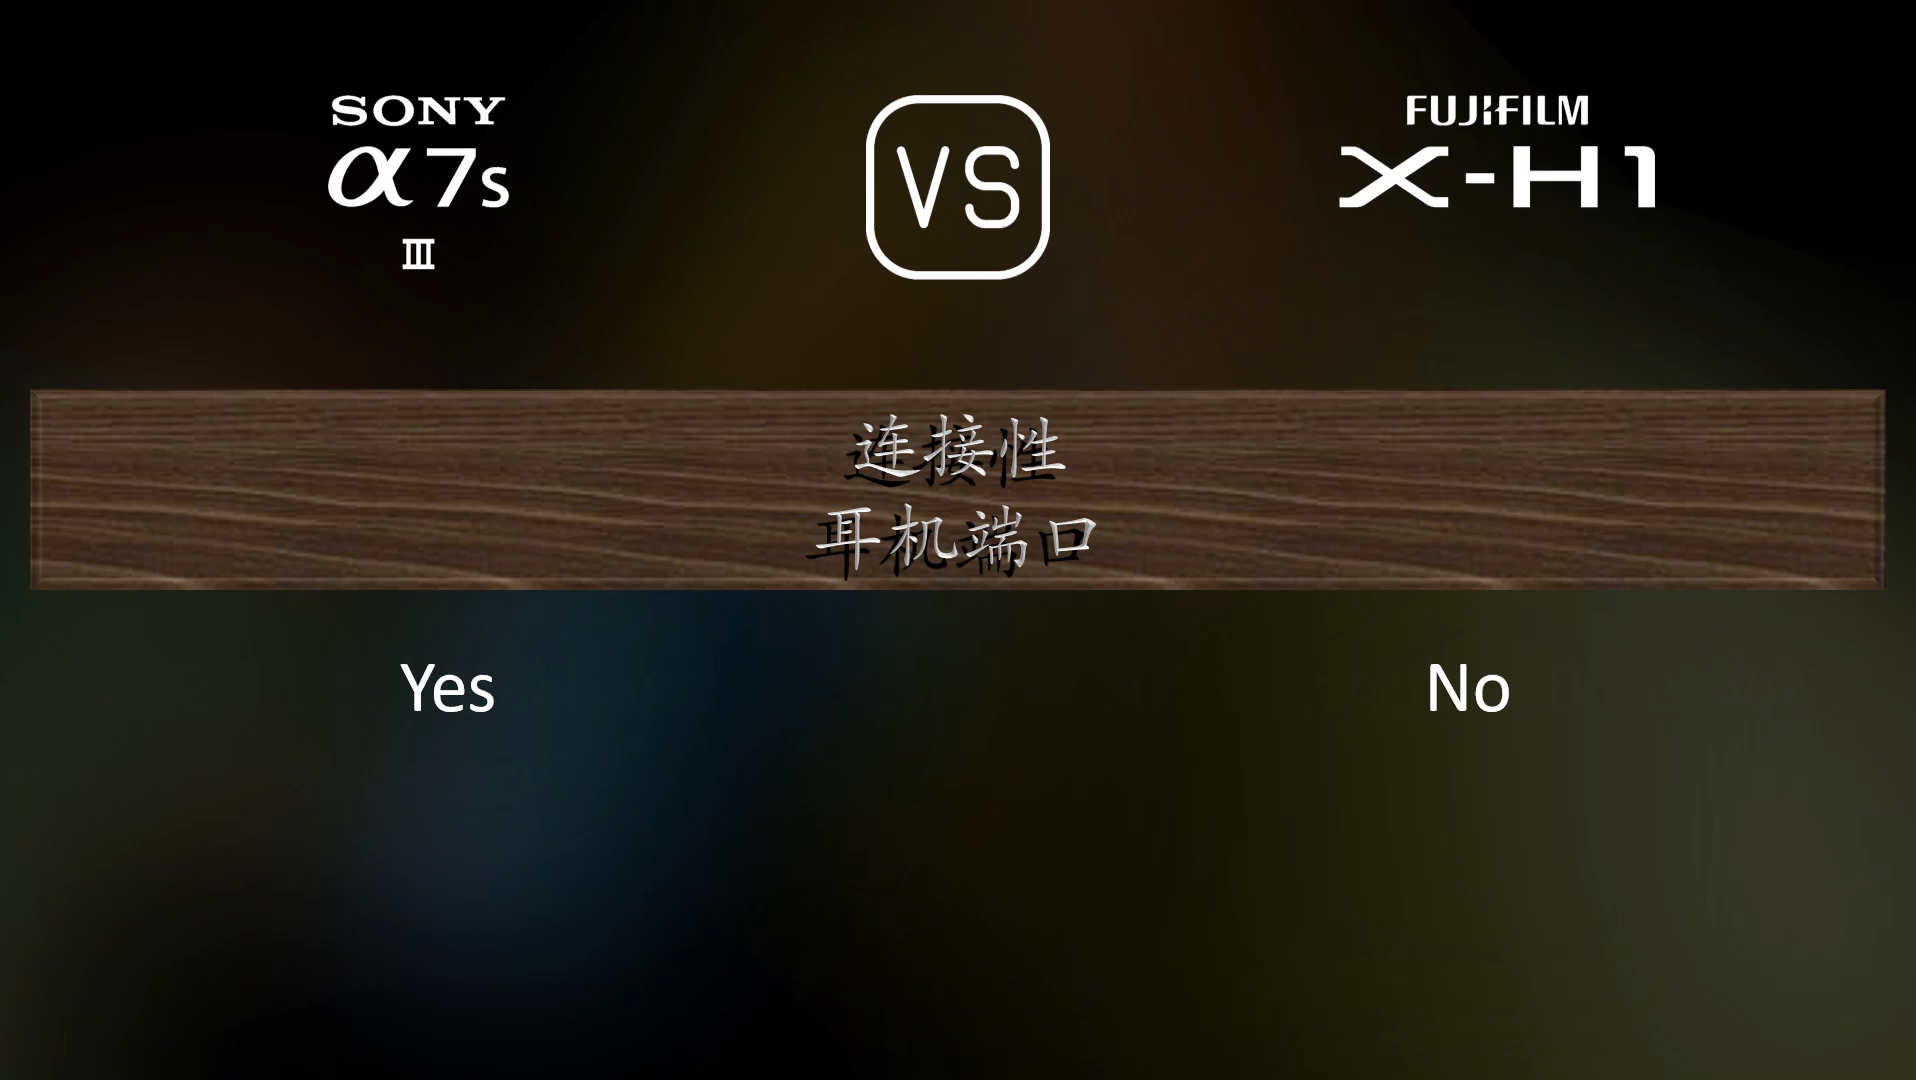 SONY
α7s
III
VS
FUJIFILM
X-H1
连接性
耳机端口
Yes
No